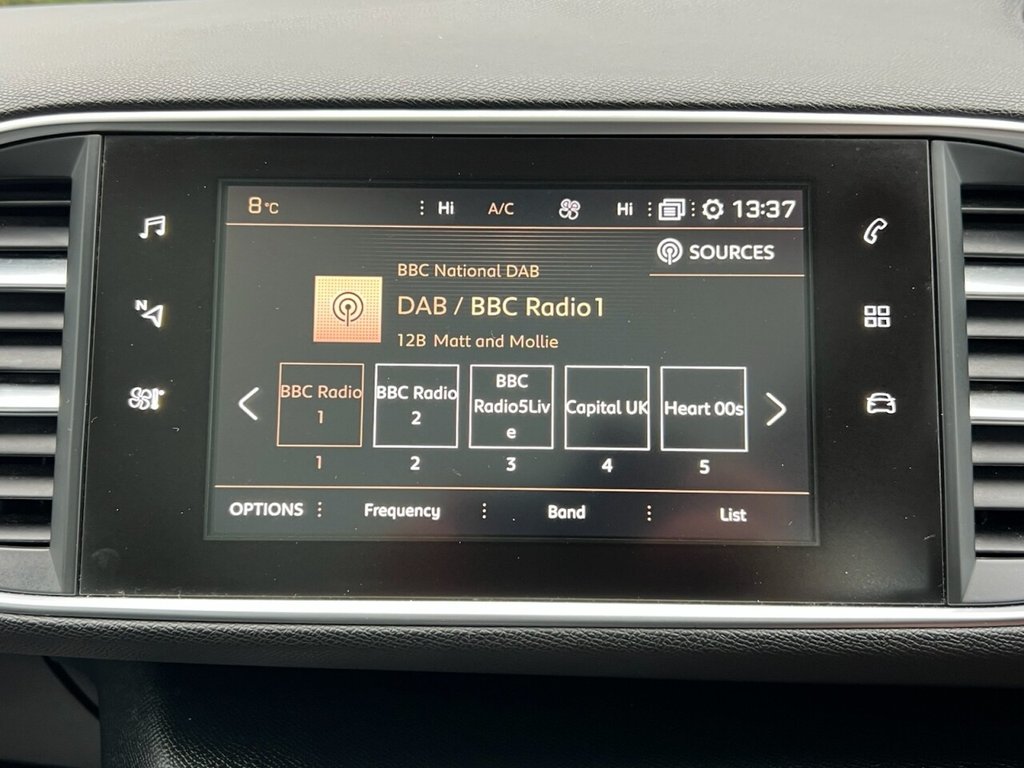 8°C Hi A/C Hi 13:37
N
SOURCES
BBC National DAB
DAB / BBC Radio1
12B Matt and Mollie
BBC Radio
1
BBC Radio
2
BBC
Radio5Liv
e
Capital UK
Heart 00s
1 2 3 4 5
OPTIONS Frequency Band List